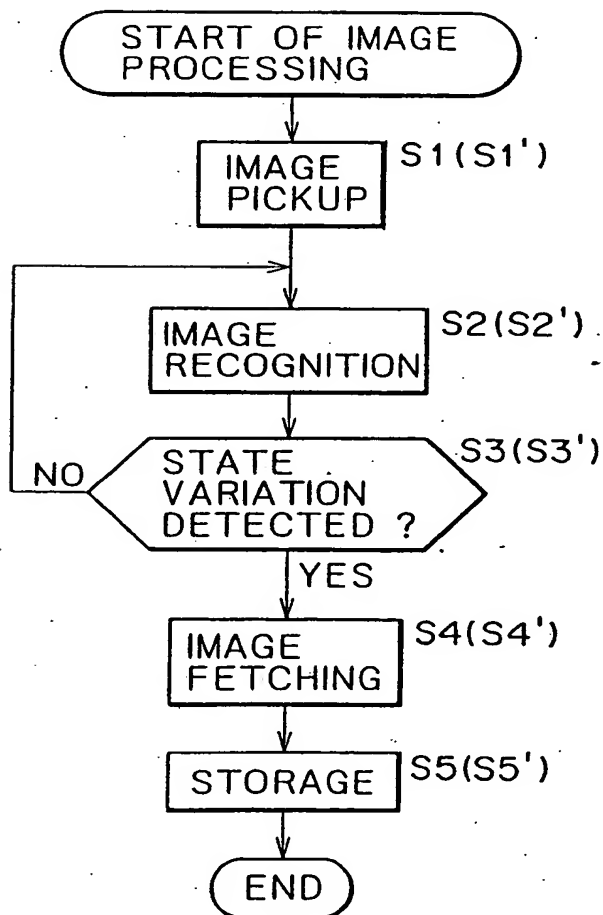 START OF IMAGE
PROCESSING
IMAGE
PICKUP
S1(S1')
IMAGE
RECOGNITION
S2(S2')
STATE
VARIATION
DETECTED ?
S3(S3')
NO
YES
IMAGE
FETCHING
S4(S4')
STORAGE
S5(S5')
END